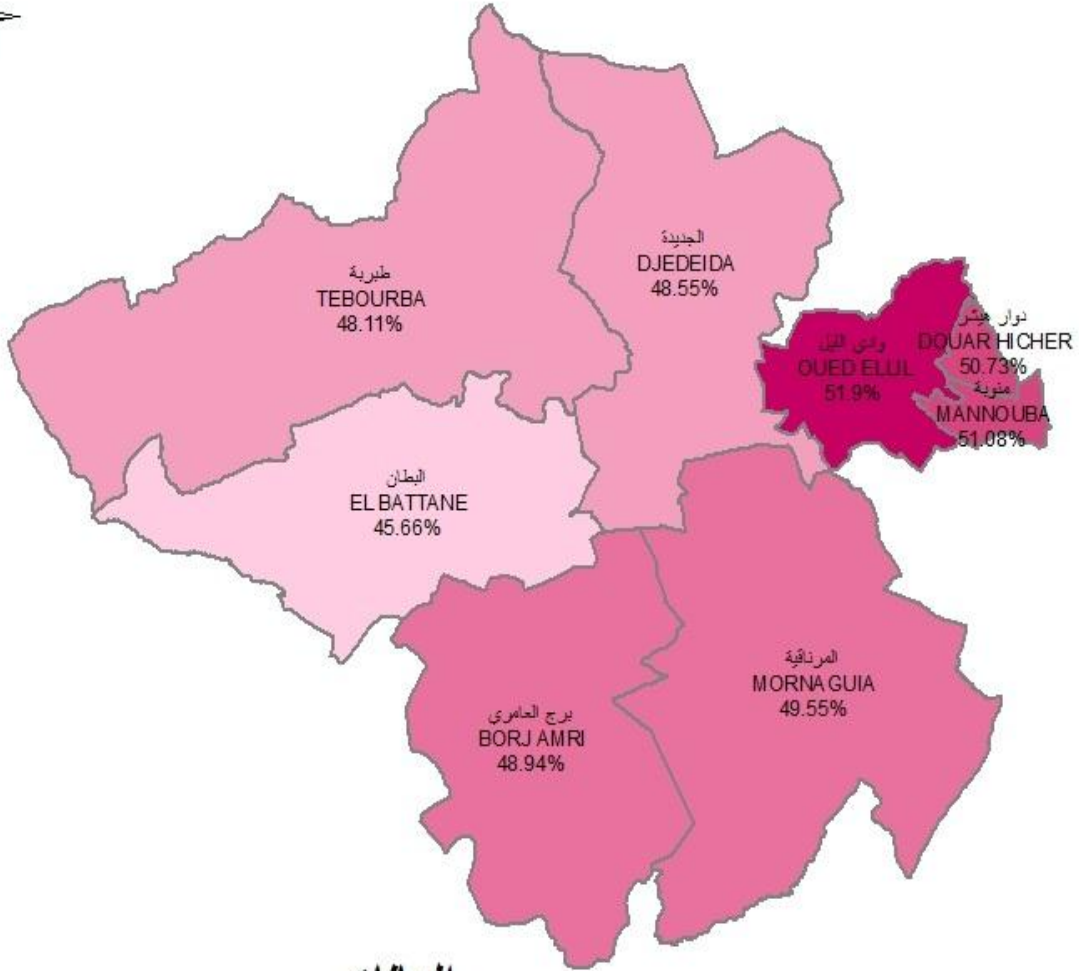 الجديدة
DJEDEIDA
48.55%
طبربة
TEBOURBA
48.11%
دوار هيشر
DOUAR HICHER
50.73%
وادي الليل
OUED ELLIL
51.9%
منوبة
MANNOUBA
51.08%
البطان
EL BATTANE
45.66%
المرناقية
MORNAGUIA
49.55%
برج العامري
BORJ AMRI
48.94%